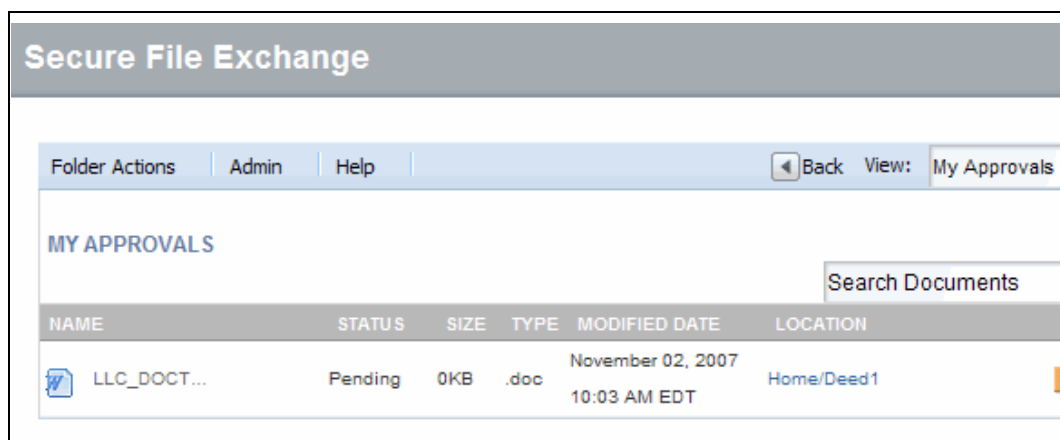 Secure File Exchange
Folder Actions Admin Help Back View: My Approvals
MY APPROVALS
Search Documents
NAME STATUS SIZE TYPE MODIFIED DATE LOCATION
LLC_DOCT... Pending 0KB .doc November 02, 2007 Home/Deed1
10:03 AM EDT